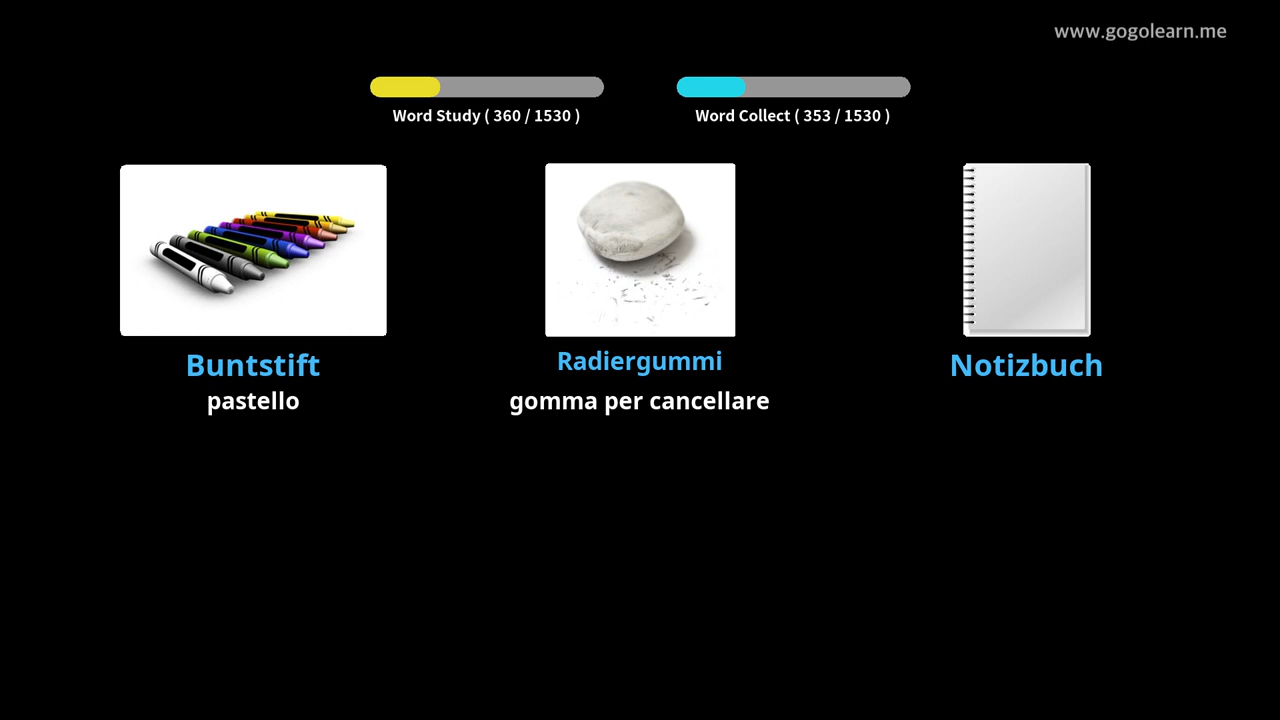 www.gogolearn.me
Word Study ( 360 / 1530 )
Word Collect ( 353 / 1530 )
Buntstift
pastello
Radiergummi
gomma per cancellare
Notizbuch